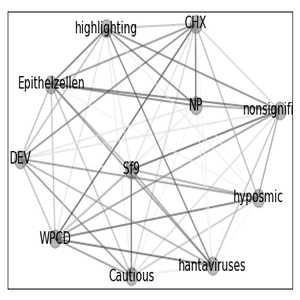 CHX
highlighting
Epithelzellen
NP
nonsignifi
DEV
Sf9
hyposmic
WPCD
hantaviruses
Cautious